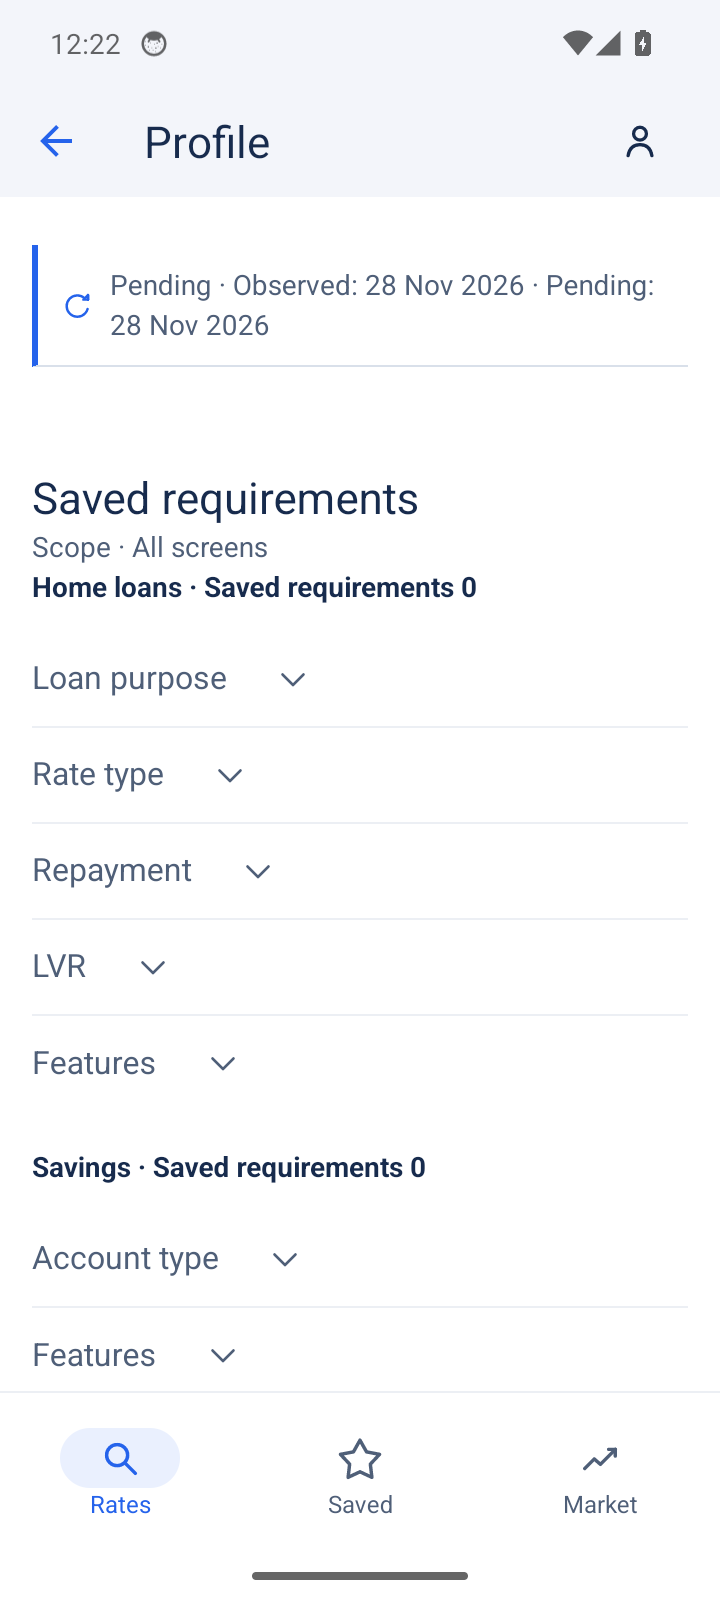 12:22
Profile
Pending · Observed: 28 Nov 2026 · Pending:
28 Nov 2026
Saved requirements
Scope · All screens
Home loans · Saved requirements 0
Loan purpose
Rate type
Repayment
LVR
Features
Savings · Saved requirements 0
Account type
Features
Rates
Saved
Market